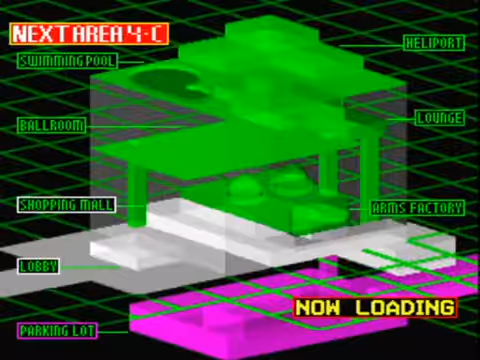 NEXT AREA 4-C
HELIPORT
SWIMMING POOL
LOUNGE
BALLROOM
SHOPPING MALL
ARMS FACTORY
LOBBY
NOW LOADING
PARKING LOT